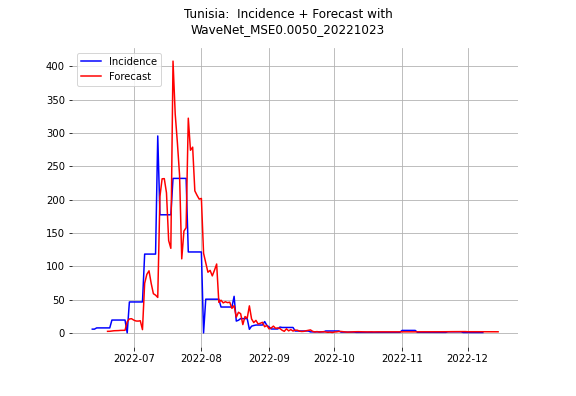 Tunisia:  Incidence + Forecast with
WaveNet_MSE0.0050_20221023
Incidence
Forecast
400
350
300
250
200
150
100
50
0
2022-07 2022-08 2022-09 2022-10 2022-11 2022-12